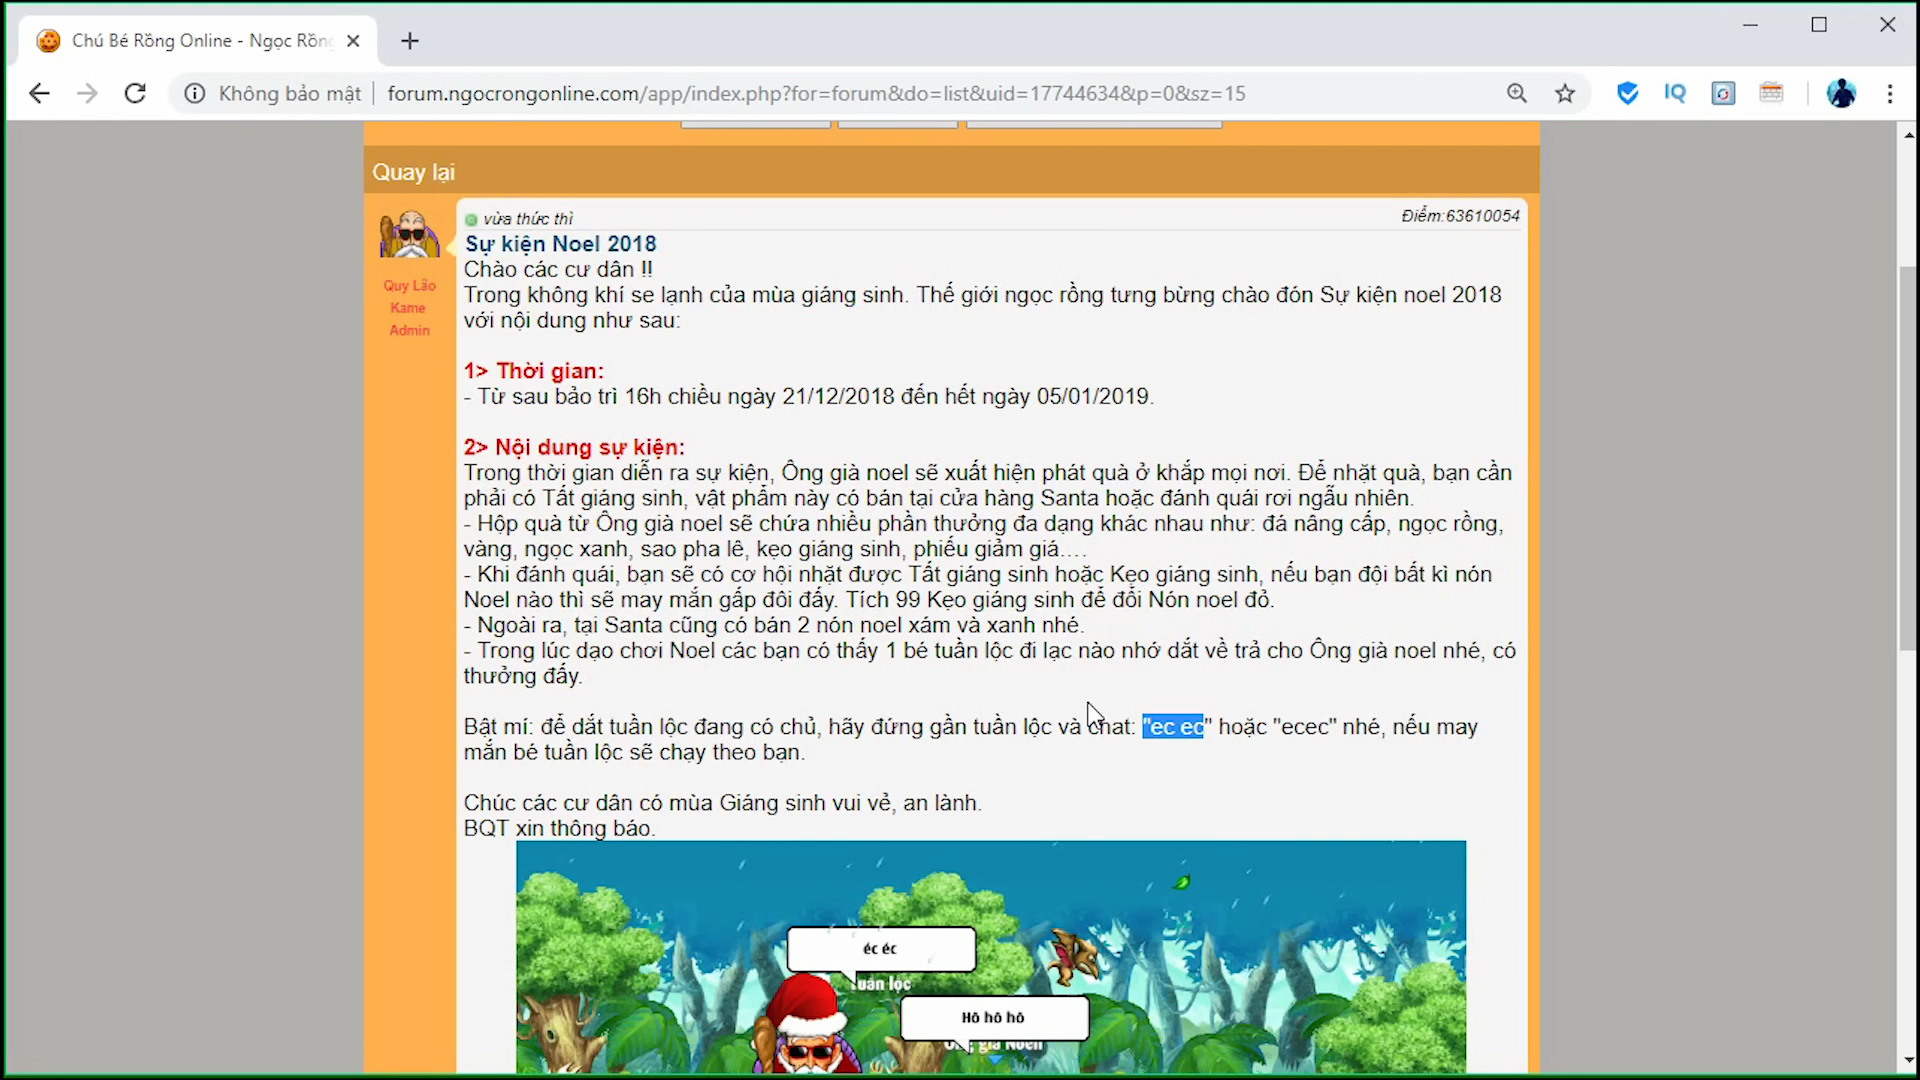 Chú Bé Rồng Online - Ngọc Rồng
Không bảo mật
forum.ngocrongonline.com/app/index.php?for=forum&do=list&uid=17744634&p=0&sz=15
IQ
Quay lại
vừa thức thì
Điểm:63610054
Quy Lão
Kame
Admin
Sự kiện Noel 2018
Chào các cư dân !!
Trong không khí se lạnh của mùa giáng sinh. Thế giới ngọc rồng tưng bừng chào đón Sự kiện noel 2018
với nội dung như sau:
1> Thời gian:
- Từ sau bảo trì 16h chiều ngày 21/12/2018 đến hết ngày 05/01/2019.
2> Nội dung sự kiện:
Trong thời gian diễn ra sự kiện, Ông già noel sẽ xuất hiện phát quà ở khắp mọi nơi. Để nhặt quà, bạn cần
phải có Tất giáng sinh, vật phẩm này có bán tại cửa hàng Santa hoặc đánh quái rơi ngẫu nhiên.
- Hộp quà từ Ông già noel sẽ chứa nhiều phần thưởng đa dạng khác nhau như: đá nâng cấp, ngọc rồng,
vàng, ngọc xanh, sao pha lê, kẹo giáng sinh, phiếu giảm giá....
- Khi đánh quái, bạn sẽ có cơ hội nhặt được Tất giáng sinh hoặc Kẹo giáng sinh, nếu bạn đội bất kì nón
Noel nào thì sẽ may mắn gấp đôi đấy. Tích 99 Kẹo giáng sinh để đổi Nón noel đỏ.
- Ngoài ra, tại Santa cũng có bán 2 nón noel xám và xanh nhé.
- Trong lúc dạo chơi Noel các bạn có thấy 1 bé tuần lộc đi lạc nào nhớ dắt về trả cho Ông già noel nhé, có
thưởng đấy.
Bật mí: để dắt tuần lộc đang có chủ, hãy đứng gần tuần lộc và chat: "ec ec" hoặc "ecec" nhé, nếu may
mắn bé tuần lộc sẽ chạy theo bạn.
Chúc các cư dân có mùa Giáng sinh vui vẻ, an lành.
BQT xin thông báo.
éc éc
Tuần lộc
Hô hô hô
Ông già Noen